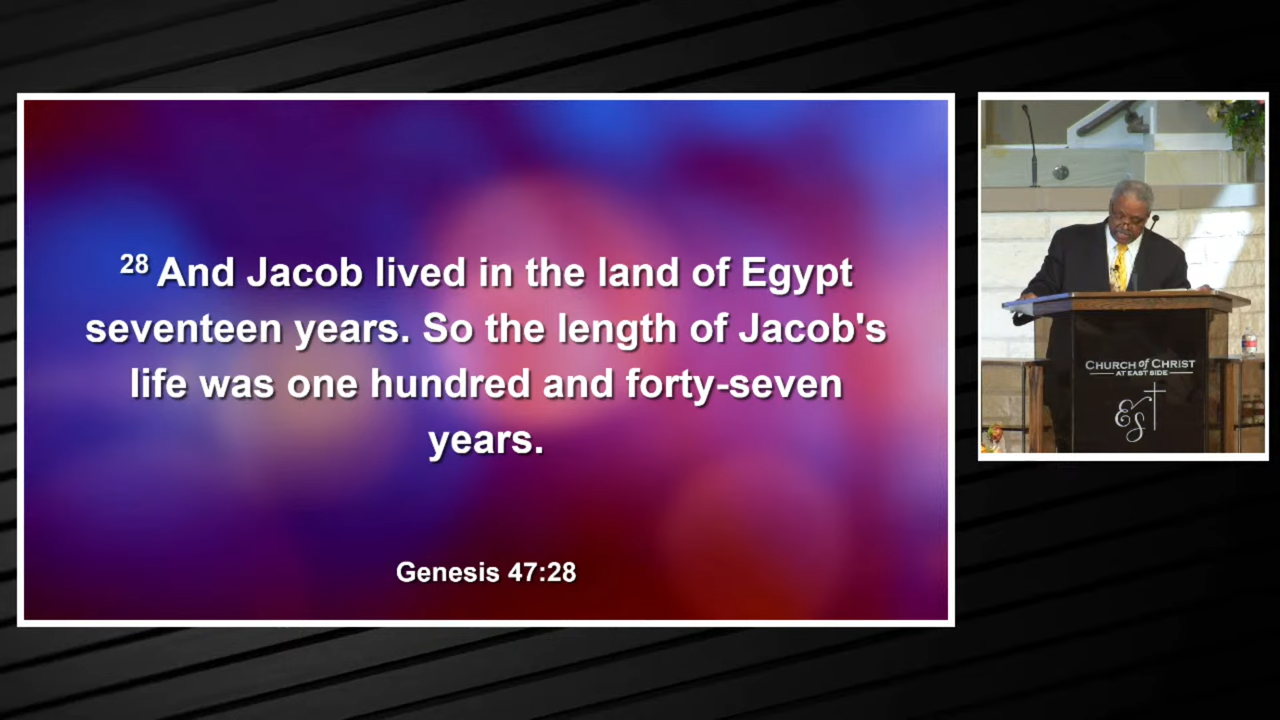 28 And Jacob lived in the land of Egypt
seventeen years. So the length of Jacob's
life was one hundred and forty-seven
years.
Genesis 47:28
CHURCH of CHRIST
AT EAST SIDE